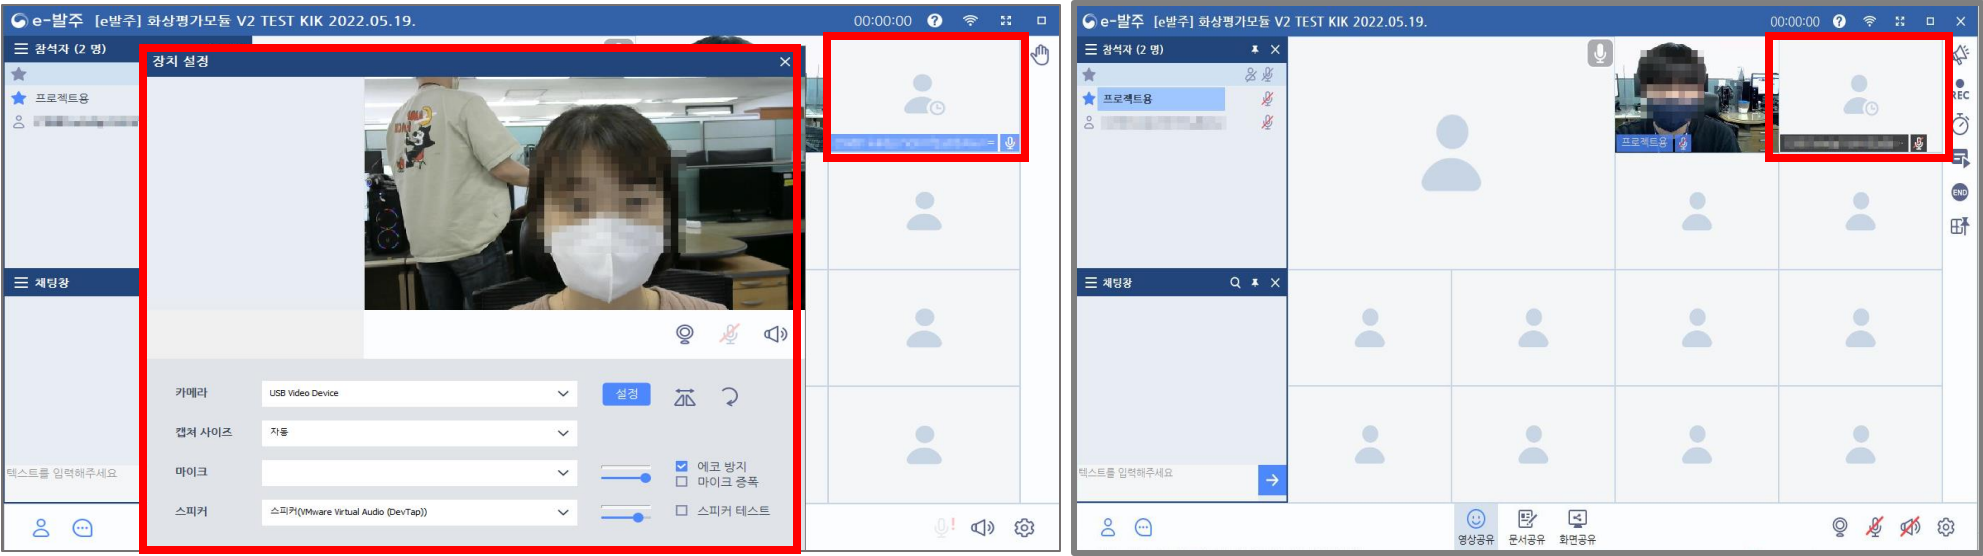 e-발주 [e발주] 화상평가모듈 V2 TEST KIK 2022.05.19.
00:00:00
참석자 (2 명)
프로젝트용
장치 설정
카메라
USB Video Device
설정
캡쳐 사이즈
자동
마이크
에코 방지
마이크 증폭
스피커
스피커(VMware Virtual Audio (DevTap))
스피커 테스트
채팅창
텍스트를 입력해주세요
e-발주 [e발주] 화상평가모듈 V2 TEST KIK 2022.05.19.
00:00:00
참석자 (2 명)
프로젝트용
프로젝트용
REC
END
채팅창
텍스트를 입력해주세요
영상공유
문서공유
화면공유